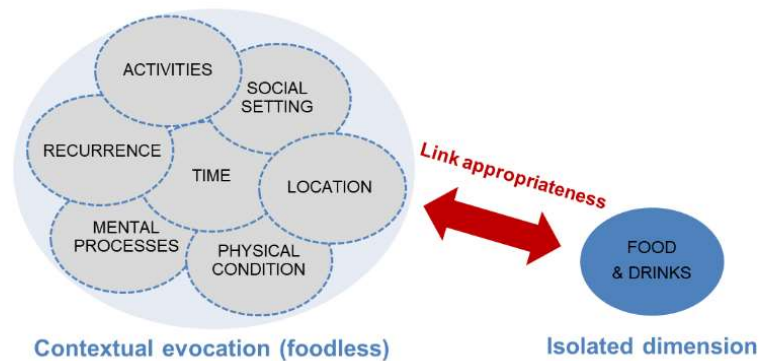 ACTIVITIES
SOCIAL
SETTING
RECURRENCE
TIME
LOCATION
MENTAL
PROCESSES
PHYSICAL
CONDITION
Link appropriateness
FOOD
& DRINKS
Contextual evocation (foodless)
Isolated dimension